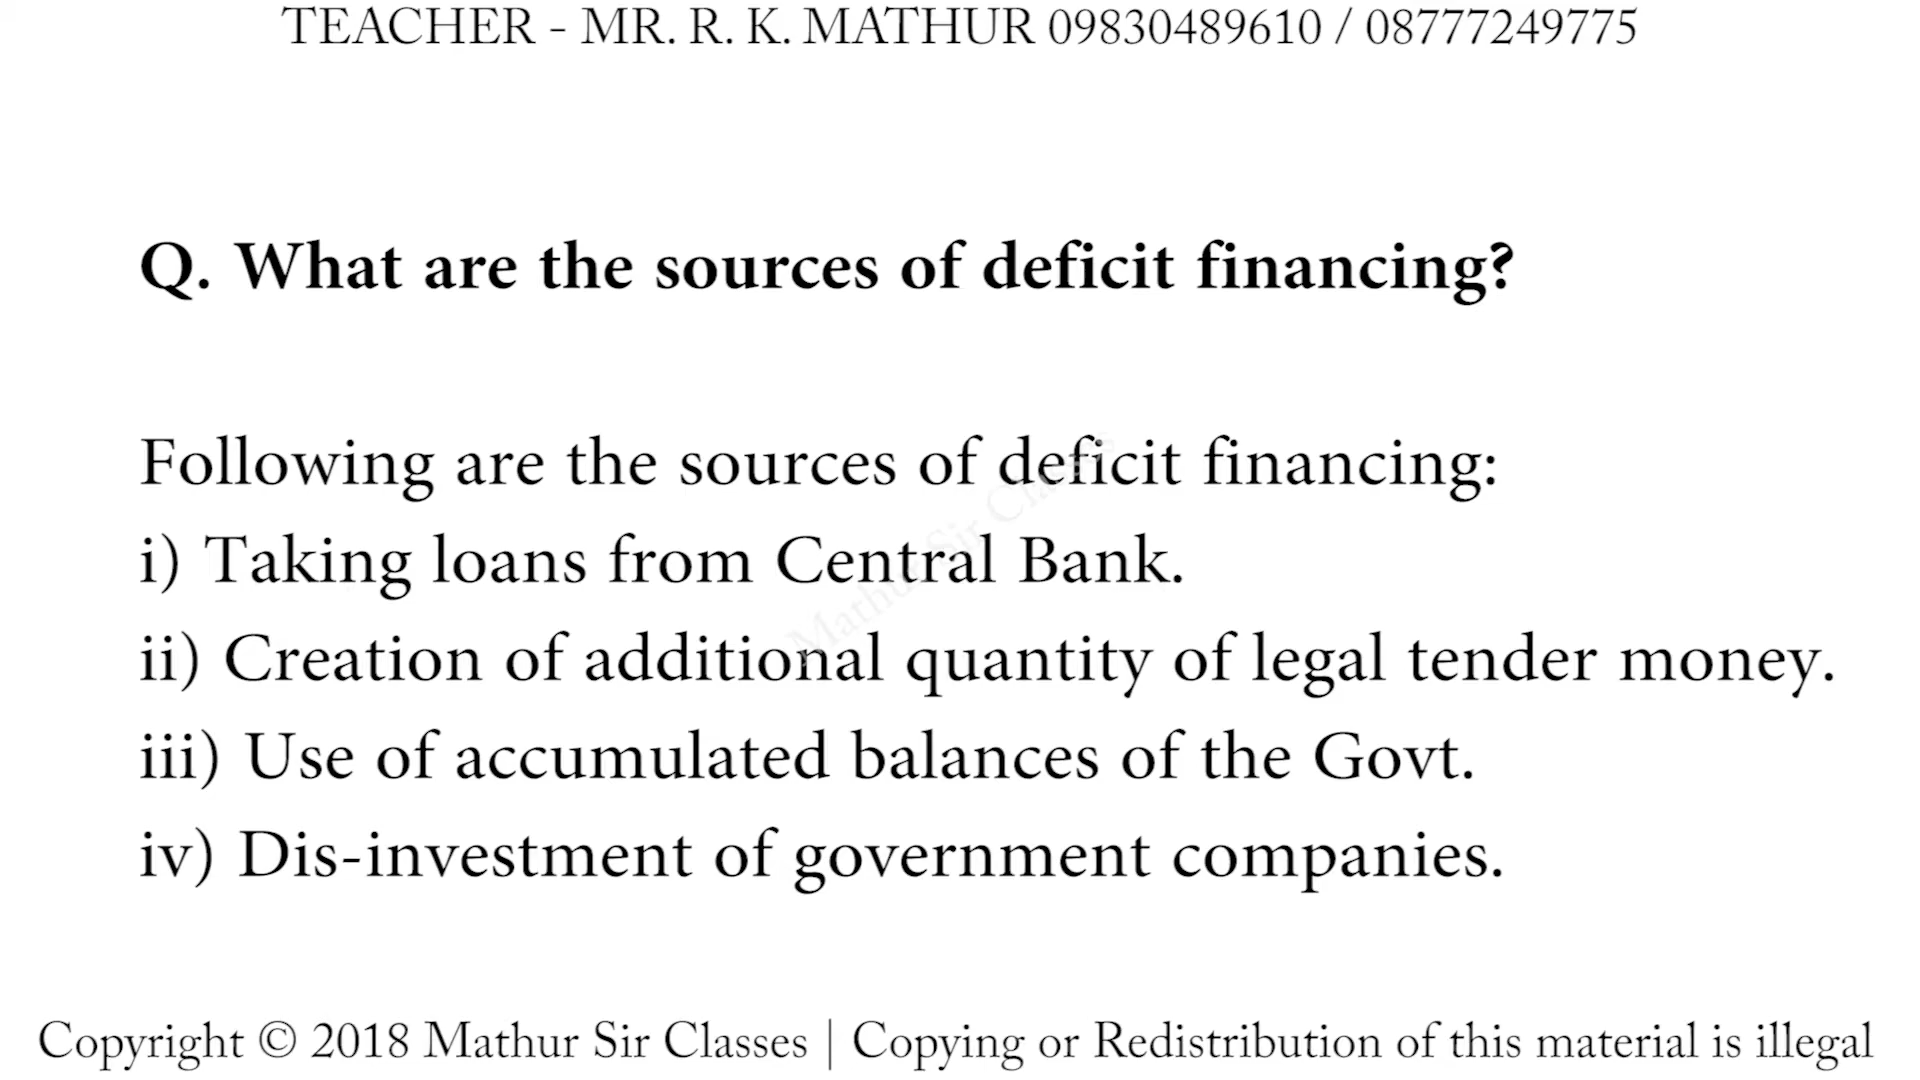 TEACHER - MR. R. K. MATHUR 09830489610 / 08777249775
Q. What are the sources of deficit financing?
Following are the sources of deficit financing:
i) Taking loans from Central Bank.
ii) Creation of additional quantity of legal tender money.
iii) Use of accumulated balances of the Govt.
iv) Dis-investment of government companies.
Mathur Sir Classes
Copyright © 2018 Mathur Sir Classes | Copying or Redistribution of this material is illegal